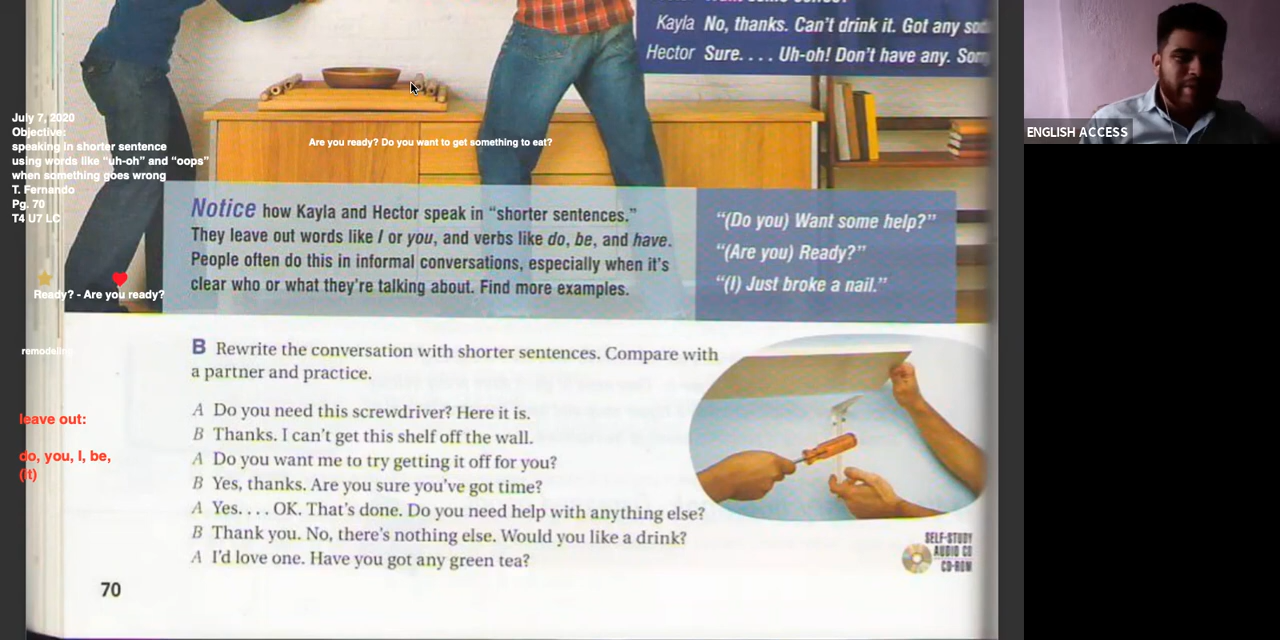 Kayla No, thanks. Can't drink it. Got any
Hector Sure. . . . Uh-oh! Don't have any.
ENGLISH ACCESS
July 7, 2020
Objective:
speaking in shorter sentence
using words like "uh-oh" and "oops"
when something goes wrong
T. Fernando
Pg. 70
T4 U7 LC
Are you ready? Do you want to get something to eat?
Notice how Kayla and Hector speak in "shorter sentences."
They leave out words like I or you, and verbs like do, be, and have.
People often do this in informal conversations, especially when it's
clear who or what they're talking about. Find more examples.
"(Do you) Want some help?"
"(Are you) Ready?"
"(I) Just broke a nail."
Ready? - Are you ready?
remodeling
leave out:
do, you, I, be,
(it)
B Rewrite the conversation with shorter sentences. Compare with
a partner and practice.
A Do you need this screwdriver? Here it is.
B Thanks. I can't get this shelf off the wall.
A Do you want me to try getting it off for you?
B Yes, thanks. Are you sure you've got time?
A Yes. . . . OK. That's done. Do you need help with anything else?
B Thank you. No, there's nothing else. Would you like a drink?
A I'd love one. Have you got any green tea?
SELF-STUDY
AUDIO CD
CD-ROM
70